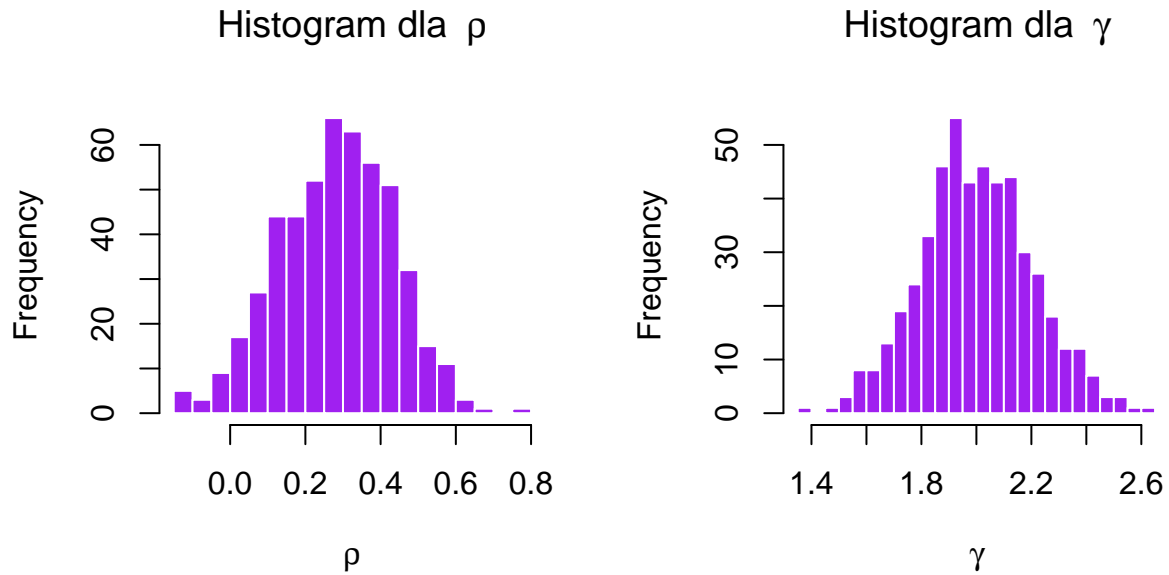 Histogram dla ρ
Frequency
0
20
40
60
0.0 0.2 0.4 0.6 0.8
ρ
Histogram dla γ
Frequency
0
10
30
50
1.4 1.8 2.2 2.6
γ